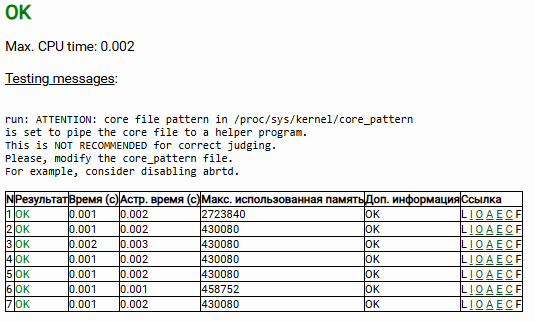 OK
Max. CPU time: 0.002
Testing messages:
run: ATTENTION: core file pattern in /proc/sys/kernel/core_pattern
is set to pipe the core file to a helper program.
This is NOT RECOMMENDED for correct judging.
Please, modify the core_pattern file.
For example, consider disabling abrtd.
N Результат Время (с) Астр. время (с) Макс. использованная память Доп. информация Ссылка
1 OK 0.001 0.002 2723840 OK L I O A E C F
2 OK 0.001 0.002 430080 OK L I O A E C F
3 OK 0.002 0.003 430080 OK L I O A E C F
4 OK 0.001 0.002 430080 OK L I O A E C F
5 OK 0.001 0.002 430080 OK L I O A E C F
6 OK 0.001 0.001 458752 OK L I O A E C F
7 OK 0.001 0.002 430080 OK L I O A E C F